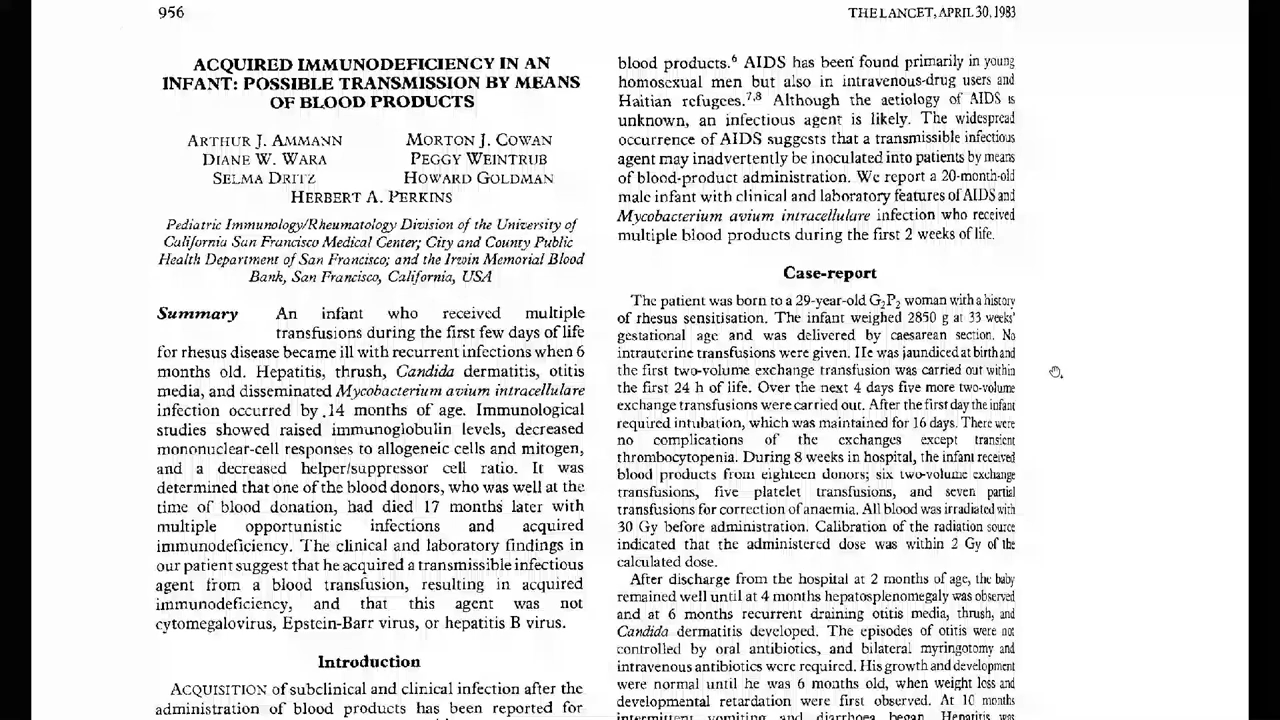 956
THE LANCET, APRIL 30, 1983
ACQUIRED IMMUNODEFICIENCY IN AN
INFANT: POSSIBLE TRANSMISSION BY MEANS
OF BLOOD PRODUCTS
ARTHUR J. AMMANN MORTON J. COWAN
DIANE W. WARA PEGGY WEINTRUB
SELMA DRITZ HOWARD GOLDMAN
HERBERT A. PERKINS
Pediatric Immunology/Rheumatology Division of the University of
California San Francisco Medical Center; City and County Public
Health Department of San Francisco; and the Irwin Memorial Blood
Bank, San Francisco, California, USA
Summary An infant who received multiple
transfusions during the first few days of life
for rhesus disease became ill with recurrent infections when 6
months old. Hepatitis, thrush, Candida dermatitis, otitis
media, and disseminated Mycobacterium avium intracellulare
infection occurred by 14 months of age. Immunological
studies showed raised immunoglobulin levels, decreased
mononuclear-cell responses to allogeneic cells and mitogen,
and a decreased helper/suppressor cell ratio. It was
determined that one of the blood donors, who was well at the
time of blood donation, had died 17 months later with
multiple opportunistic infections and acquired
immunodeficiency. The clinical and laboratory findings in
our patient suggest that he acquired a transmissible infectious
agent from a blood transfusion, resulting in acquired
immunodeficiency, and that this agent was not
cytomegalovirus, Epstein-Barr virus, or hepatitis B virus.
Introduction
ACQUISITION of subclinical and clinical infection after the
administration of blood products has been reported for
blood products.6 AIDS has been found primarily in young
homosexual men but also in intravenous-drug users and
Haitian refugees.7,8 Although the aetiology of AIDS is
unknown, an infectious agent is likely. The widespread
occurrence of AIDS suggests that a transmissible infectious
agent may inadvertently be inoculated into patients by means
of blood-product administration. We report a 20-month-old
male infant with clinical and laboratory features of AIDS and
Mycobacterium avium intracellulare infection who received
multiple blood products during the first 2 weeks of life.
Case-report
The patient was born to a 29-year-old G2P2 woman with a history
of rhesus sensitisation. The infant weighed 2850 g at 33 weeks'
gestational age and was delivered by caesarean section. No
intrauterine transfusions were given. He was jaundiced at birth and
the first two-volume exchange transfusion was carried out within
the first 24 h of life. Over the next 4 days five more two-volume
exchange transfusions were carried out. After the first day the infant
required intubation, which was maintained for 16 days. There were
no complications of the exchanges except transient
thrombocytopenia. During 8 weeks in hospital, the infant received
blood products from eighteen donors; six two-volume exchange
transfusions, five platelet transfusions, and seven partial
transfusions for correction of anaemia. All blood was irradiated with
30 Gy before administration. Calibration of the radiation source
indicated that the administered dose was within 2 Gy of the
calculated dose.
After discharge from the hospital at 2 months of age, the baby
remained well until at 4 months hepatosplenomegaly was observed
and at 6 months recurrent draining otitis media, thrush, and
Candida dermatitis developed. The episodes of otitis were not
controlled by oral antibiotics, and bilateral myringotomy and
intravenous antibiotics were required. His growth and development
were normal until he was 6 months old, when weight loss and
developmental retardation were first observed. At 10 months
intermittent vomiting and diarrhoea began. Hepatitis was